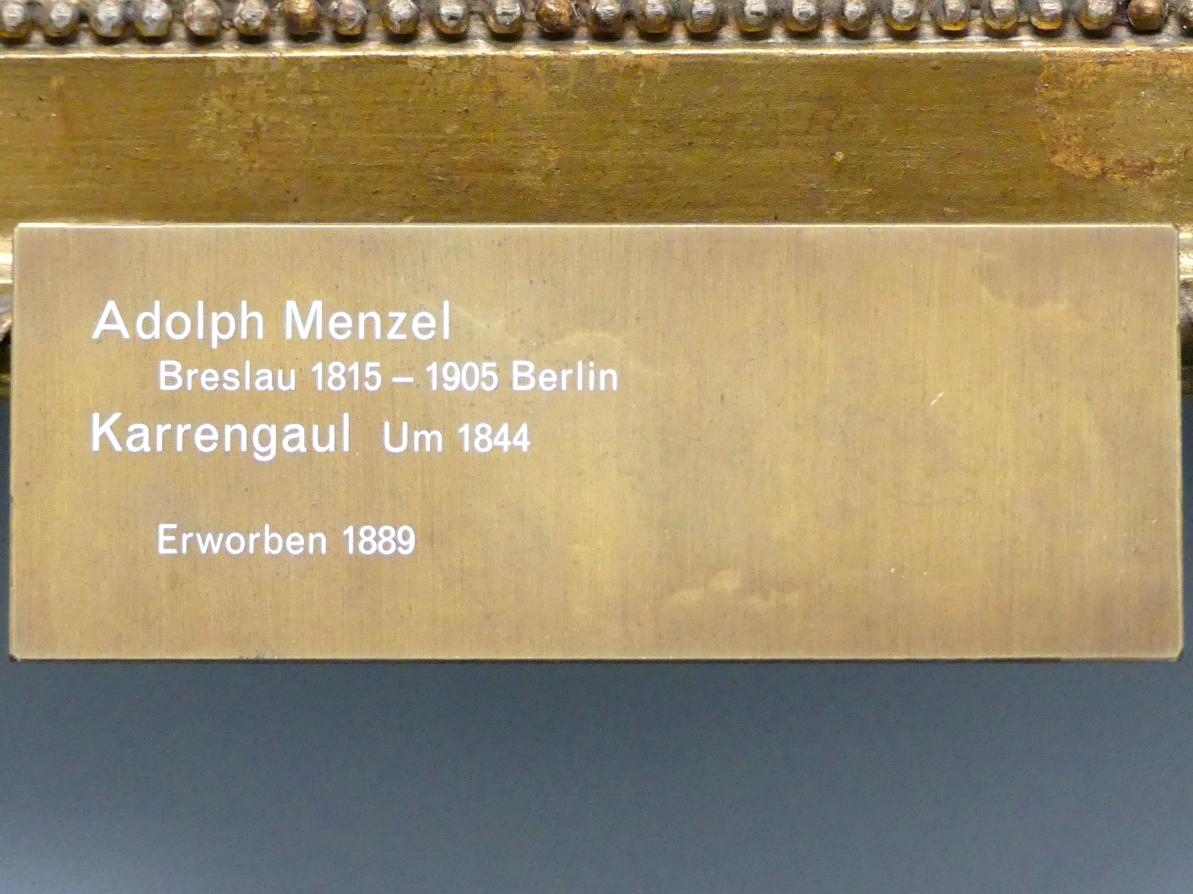 Adolph Menzel
Breslau 1815 – 1905 Berlin
Karrengaul Um 1844
Erworben 1889